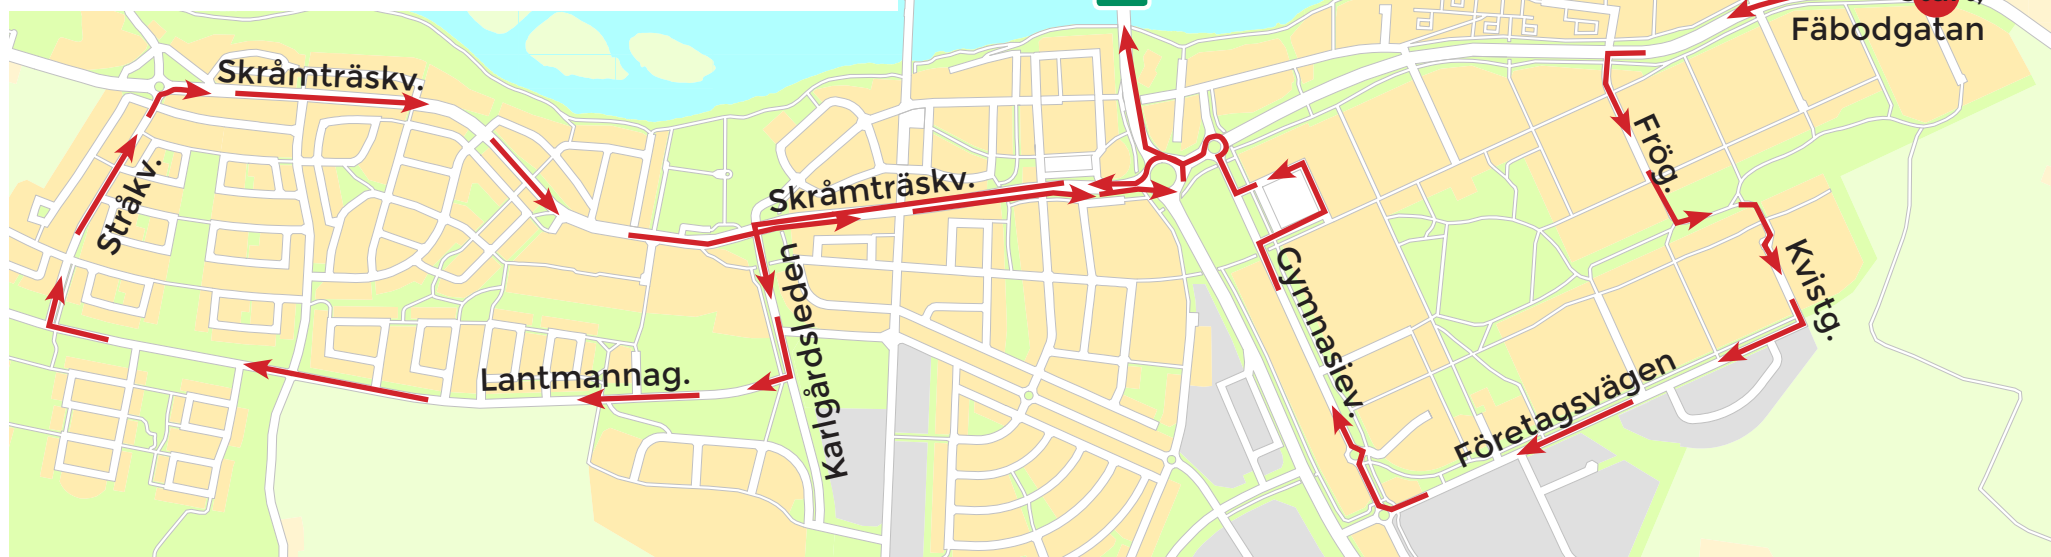 Fäbodgatan
Skråmträskv.
Frög.
Stråkv.
Skråmträskv.
Karlgårdsleden
Gymnasiev.
Kvistg.
Lantmannag.
Företagsvägen